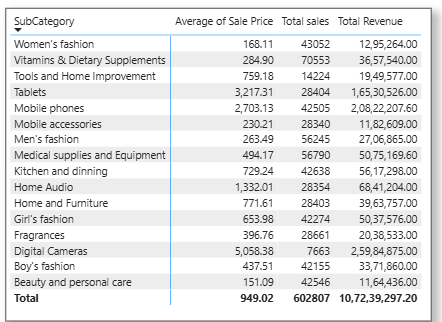 SubCategory Average of Sale Price Total sales Total Revenue
Women's fashion 168.11 43052 12,95,264.00
Vitamins & Dietary Supplements 284.90 70553 36,57,540.00
Tools and Home Improvement 759.18 14224 19,49,577.00
Tablets 3,217.31 28404 1,65,30,526.00
Mobile phones 2,703.13 42505 2,08,22,207.60
Mobile accessories 230.21 28340 11,82,609.00
Men's fashion 263.49 56245 27,06,865.00
Medical supplies and Equipment 494.17 56790 50,75,169.60
Kitchen and dinning 729.24 42638 56,17,298.00
Home Audio 1,332.01 28354 68,41,204.00
Home and Furniture 771.61 28403 39,63,757.00
Girl's fashion 653.98 42274 50,37,576.00
Fragrances 396.76 28661 20,38,533.00
Digital Cameras 5,058.38 7663 2,59,84,875.00
Boy's fashion 437.51 42155 33,71,860.00
Beauty and personal care 151.09 42546 11,64,436.00
Total 949.02 602807 10,72,39,297.20